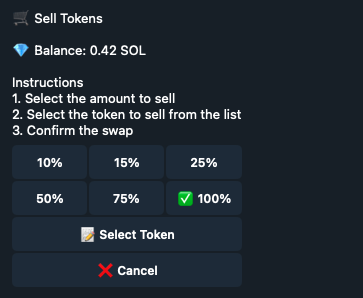 🛒 Sell Tokens
💎 Balance: 0.42 SOL
Instructions
1. Select the amount to sell
2. Select the token to sell from the list
3. Confirm the swap
10% 15% 25%
50% 75% ✅ 100%
📝 Select Token
❌ Cancel